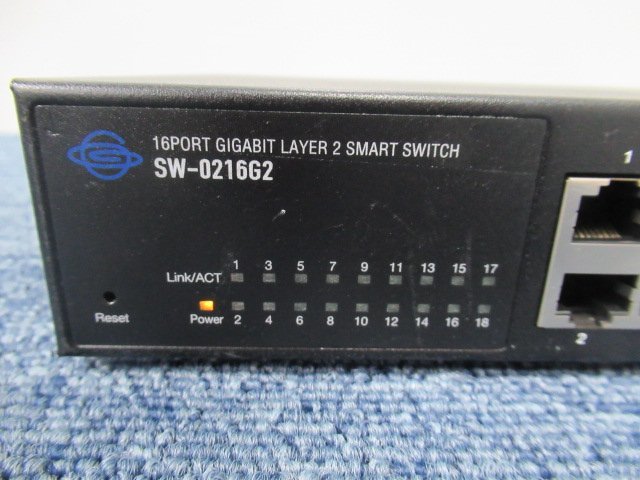 16PORT GIGABIT LAYER 2 SMART SWITCH
SW-0216G2
1
1 3 5 7 9 11 13 15 17
Link/ACT
Reset
Power 2 4 6 8 10 12 14 16 18
2